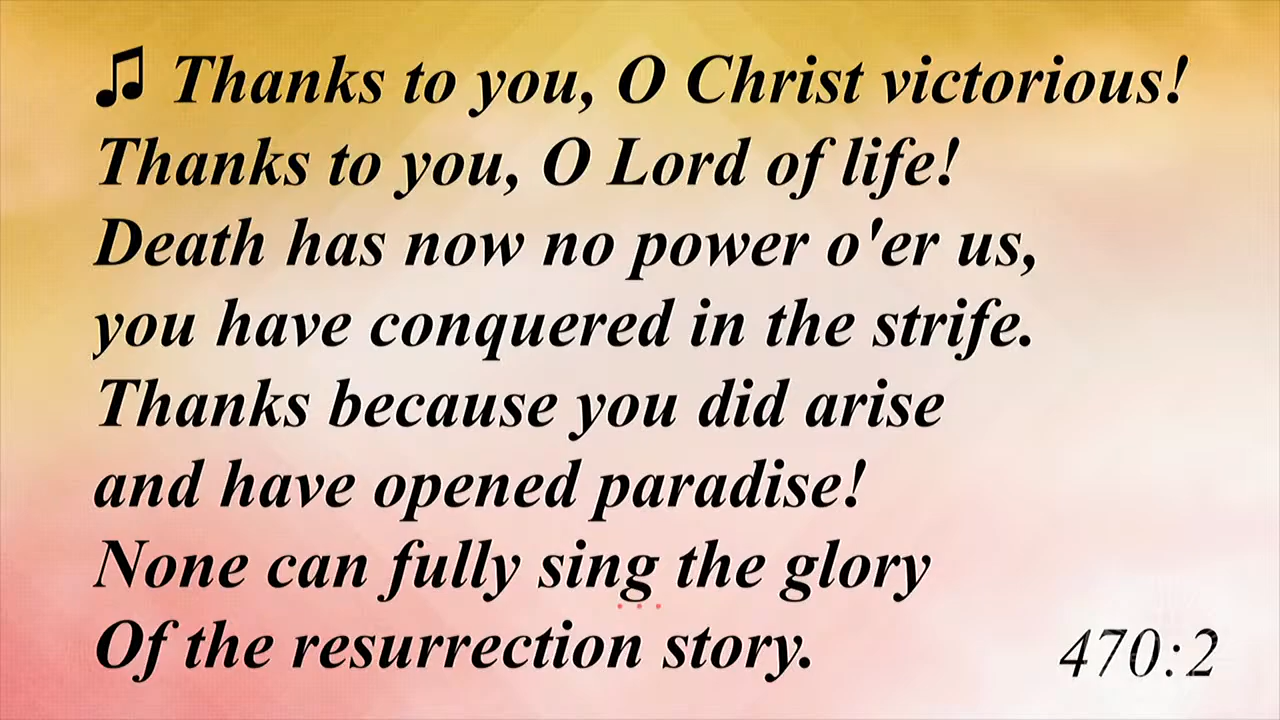 ♫ Thanks to you, O Christ victorious!
Thanks to you, O Lord of life!
Death has now no power o'er us,
you have conquered in the strife.
Thanks because you did arise
and have opened paradise!
None can fully sing the glory
Of the resurrection story.
470:2